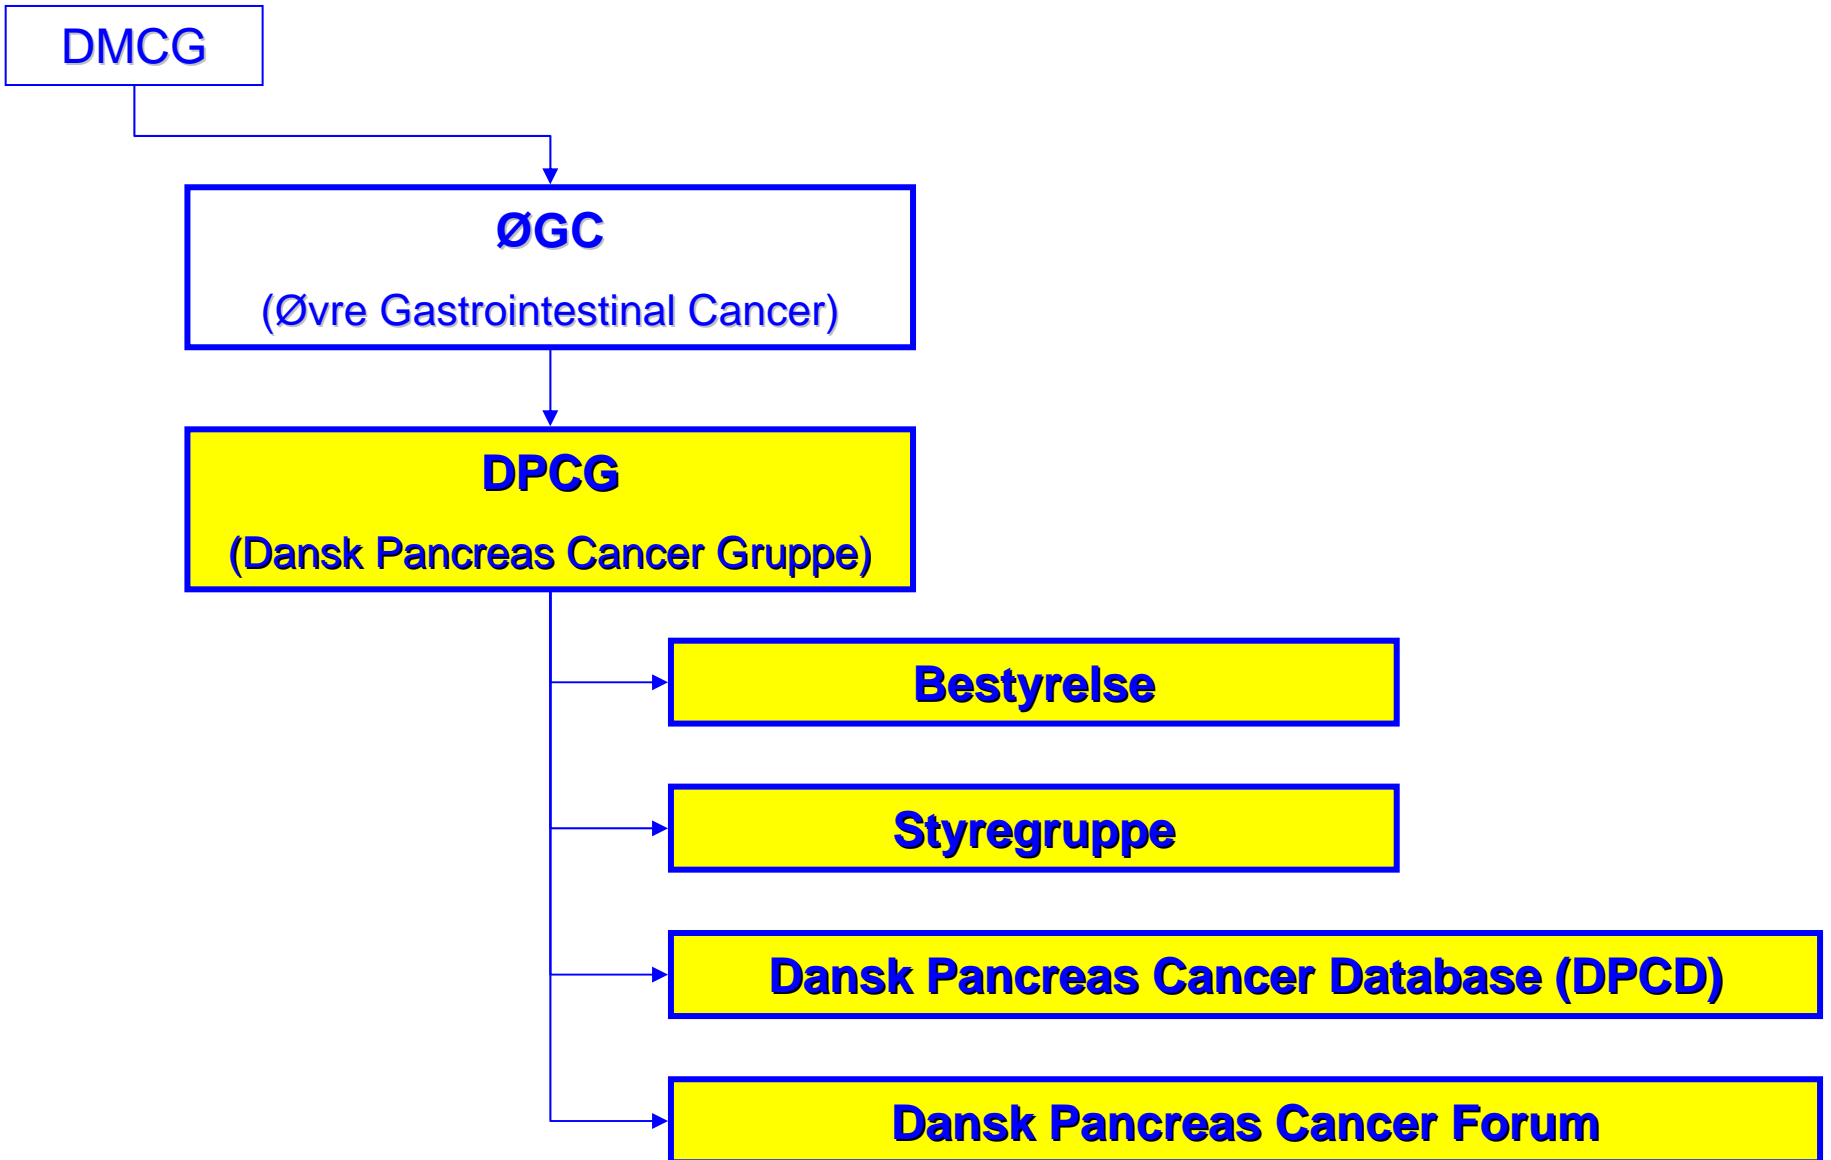 DMCG
ØGC
(Øvre Gastrointestinal Cancer)
DPCG
(Dansk Pancreas Cancer Gruppe)
Bestyrelse
Styregruppe
Dansk Pancreas Cancer Database (DPCD)
Dansk Pancreas Cancer Forum